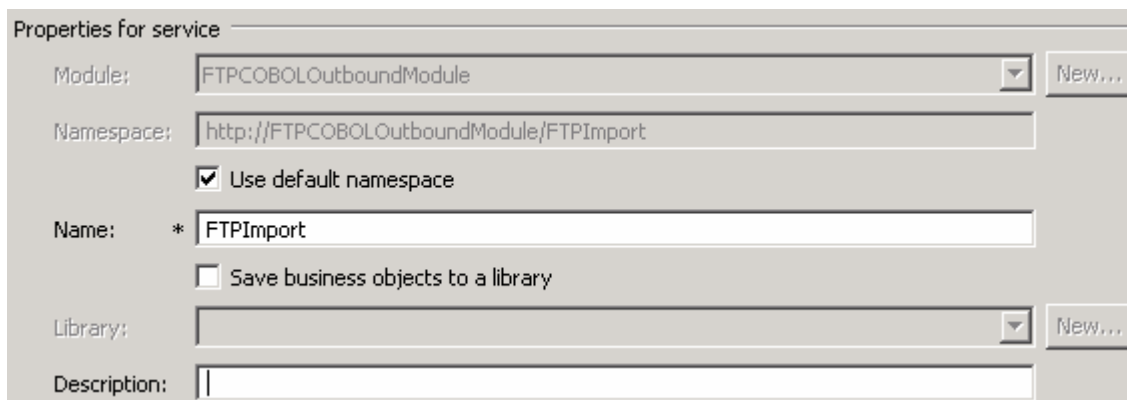 Properties for service
Module: FTPCOBOLOutboundModule New...
Namespace: http://FTPCOBOLOutboundModule/FTPImport
Use default namespace
Name: * FTPImport
Save business objects to a library
Library: New...
Description: